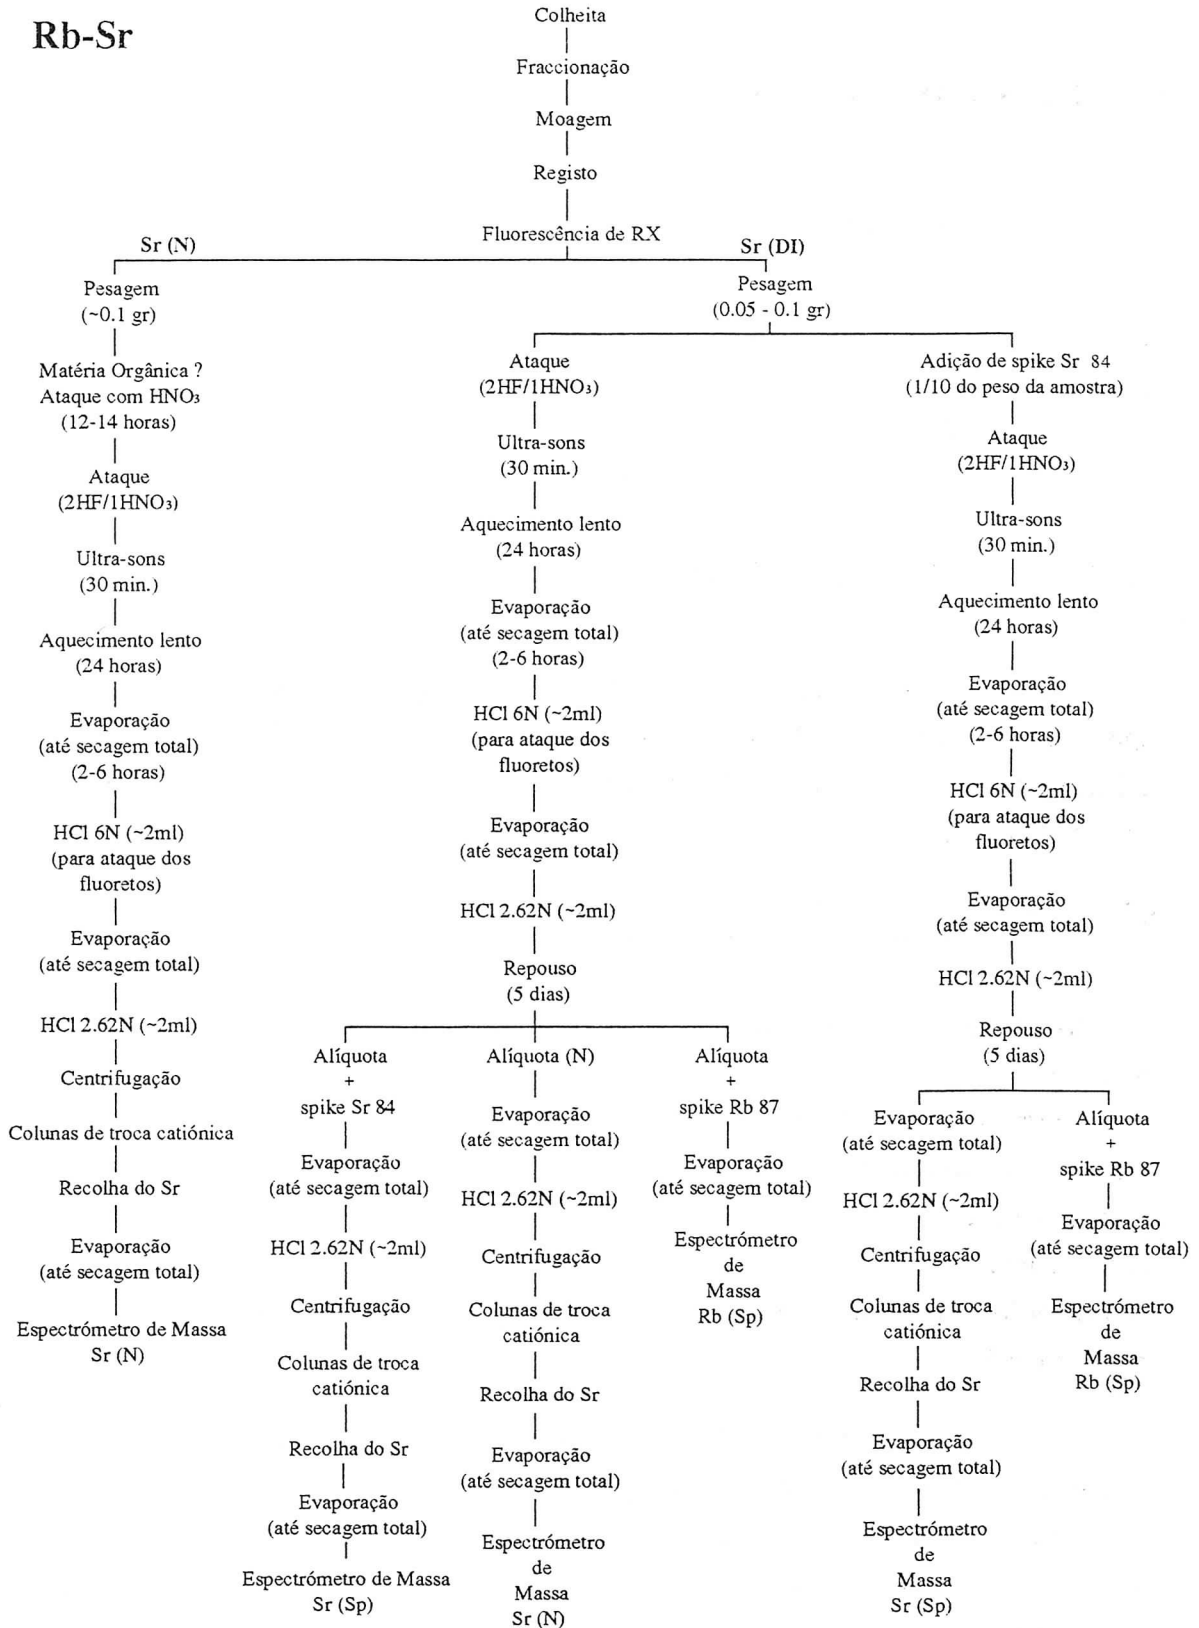 Rb-Sr
Colheita
Fraccionação
Moagem
Registo
Fluorescência de RX
Sr (N)
Sr (DI)
Pesagem
(~0.1 gr)
Matéria Orgânica ?
Ataque com HNO₃
(12-14 horas)
Ataque
(2HF/1HNO₃)
Ultra-sons
(30 min.)
Aquecimento lento
(24 horas)
Evaporação
(até secagem total)
(2-6 horas)
HCl 6N (~2ml)
(para ataque dos
fluoretos)
Evaporação
(até secagem total)
HCl 2.62N (~2ml)
Centrifugação
Colunas de troca catiónica
Recolha do Sr
Evaporação
(até secagem total)
Espectrómetro de Massa
Sr (N)
Pesagem
(0.05 - 0.1 gr)
Ataque
(2HF/1HNO₃)
Ultra-sons
(30 min.)
Aquecimento lento
(24 horas)
Evaporação
(até secagem total)
(2-6 horas)
HCl 6N (~2ml)
(para ataque dos
fluoretos)
Evaporação
(até secagem total)
HCl 2.62N (~2ml)
Repouso
(5 dias)
Alíquota
+
spike Sr 84
Evaporação
(até secagem total)
HCl 2.62N (~2ml)
Centrifugação
Colunas de troca
catiónica
Recolha do Sr
Evaporação
(até secagem total)
Espectrómetro de Massa
Sr (Sp)
Alíquota (N)
Evaporação
(até secagem total)
HCl 2.62N (~2ml)
Centrifugação
Colunas de troca
catiónica
Recolha do Sr
Evaporação
(até secagem total)
Espectrómetro
de
Massa
Sr (N)
Alíquota
+
spike Rb 87
Evaporação
(até secagem total)
Espectrómetro
de
Massa
Rb (Sp)
Adição de spike Sr 84
(1/10 do peso da amostra)
Ataque
(2HF/1HNO₃)
Ultra-sons
(30 min.)
Aquecimento lento
(24 horas)
Evaporação
(até secagem total)
(2-6 horas)
HCl 6N (~2ml)
(para ataque dos
fluoretos)
Evaporação
(até secagem total)
HCl 2.62N (~2ml)
Repouso
(5 dias)
Evaporação
(até secagem total)
HCl 2.62N (~2ml)
Centrifugação
Colunas de troca
catiónica
Recolha do Sr
Evaporação
(até secagem total)
Espectrómetro
de
Massa
Sr (Sp)
Alíquota
+
spike Rb 87
Evaporação
(até secagem total)
Espectrómetro
de
Massa
Rb (Sp)